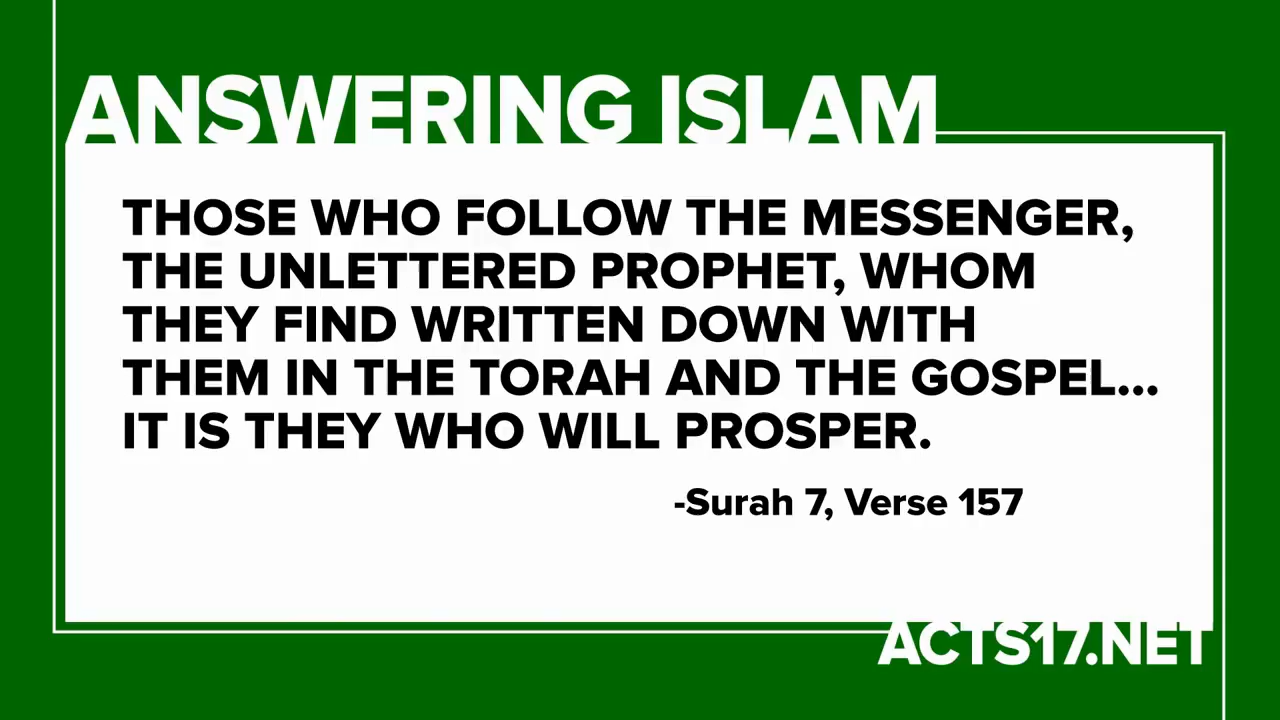 ANSWERING ISLAM
THOSE WHO FOLLOW THE MESSENGER,
THE UNLETTERED PROPHET, WHOM
THEY FIND WRITTEN DOWN WITH
THEM IN THE TORAH AND THE GOSPEL...
IT IS THEY WHO WILL PROSPER.
-Surah 7, Verse 157
ACTS17.NET